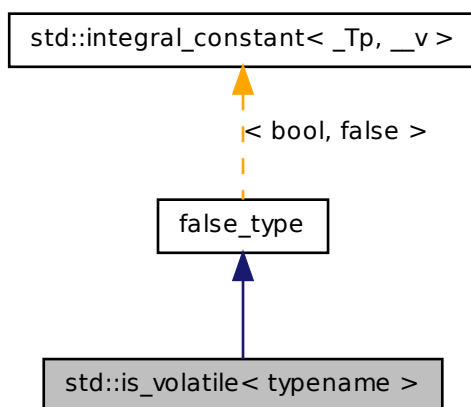 std::integral_constant< _Tp, __v >
< bool, false >
false_type
std::is_volatile< typename >